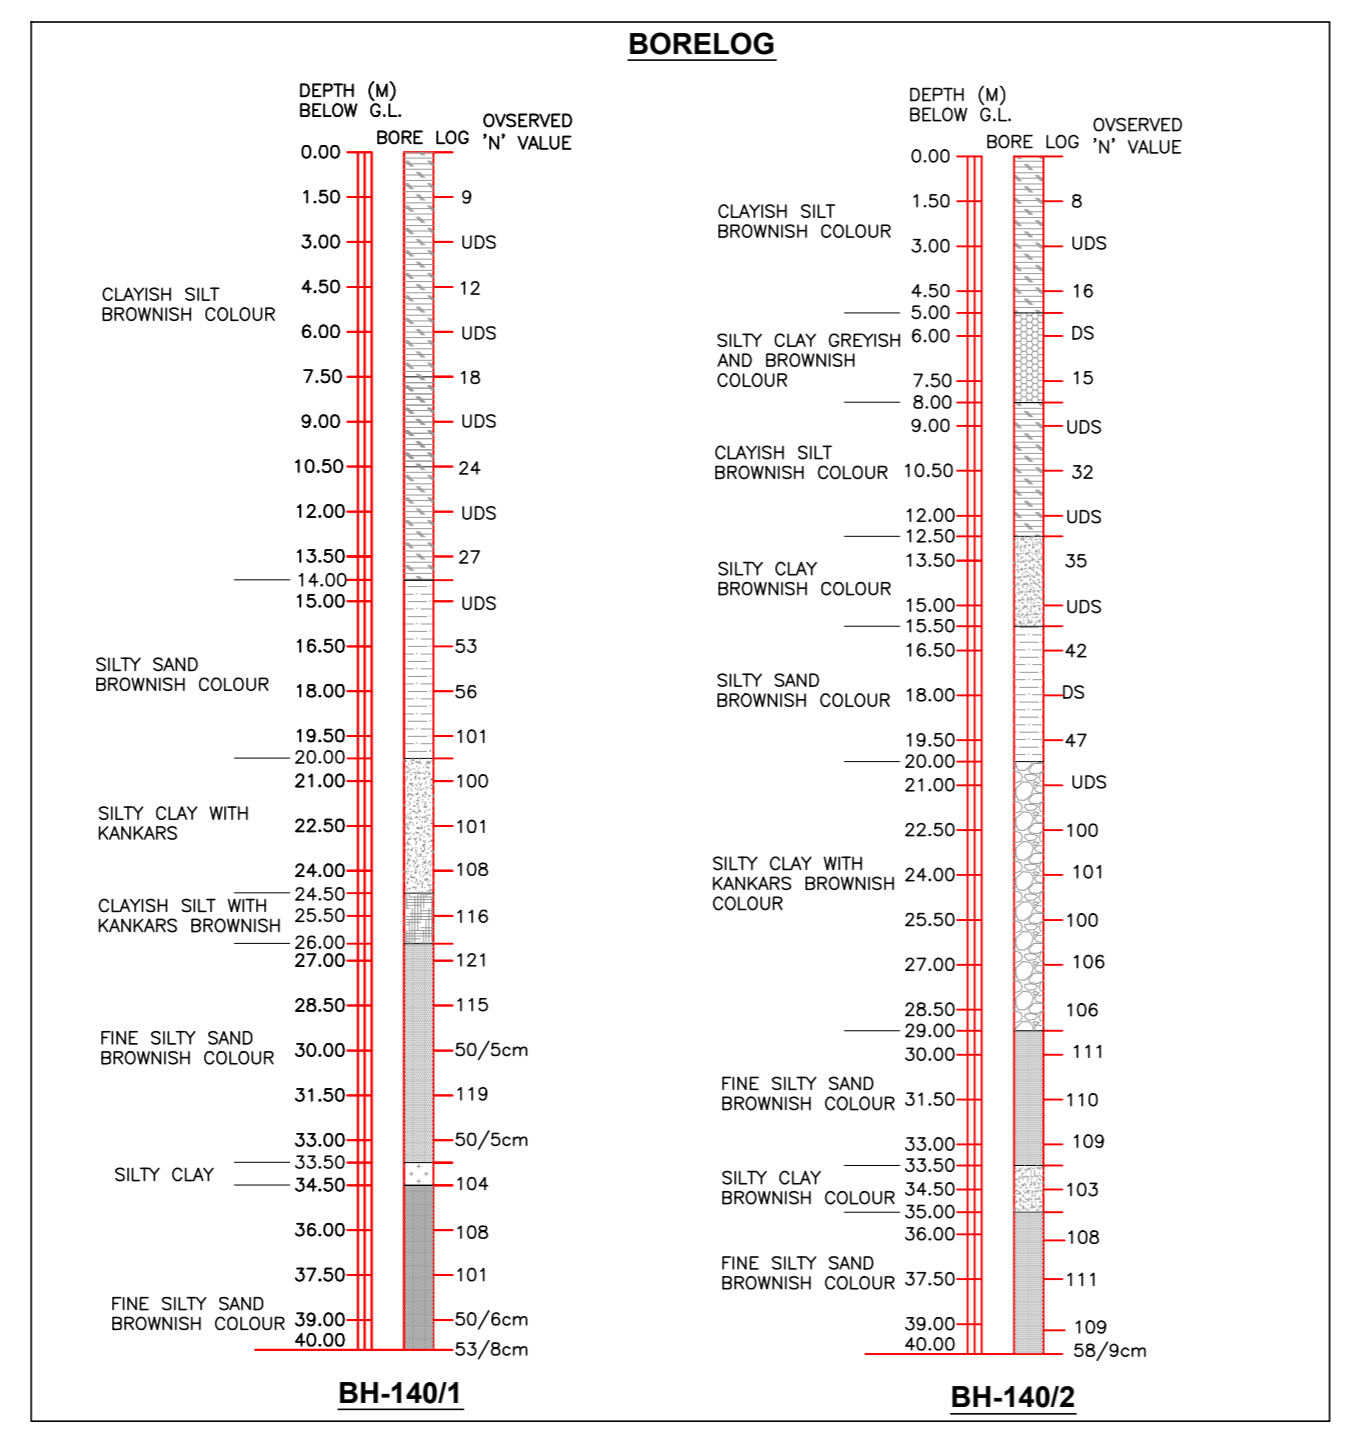 BORELOG
DEPTH (M)
BELOW G.L.
BORE LOG
OVSERVED
'N' VALUE
0.00
1.50 9
3.00 UDS
4.50 12
CLAYISH SILT
BROWNISH COLOUR
6.00 UDS
7.50 18
9.00 UDS
10.50 24
12.00 UDS
13.50 27
14.00
15.00 UDS
16.50 53
SILTY SAND
BROWNISH COLOUR
18.00 56
19.50 101
20.00
21.00 100
SILTY CLAY WITH
KANKARS
22.50 101
24.00 108
24.50
CLAYISH SILT WITH
KANKARS BROWNISH
25.50 116
26.00
27.00 121
28.50 115
FINE SILTY SAND
BROWNISH COLOUR
30.00 50/5cm
31.50 119
33.00 50/5cm
33.50
SILTY CLAY
34.50 104
36.00 108
37.50 101
FINE SILTY SAND
BROWNISH COLOUR
39.00 50/6cm
40.00 53/8cm
BH-140/1
DEPTH (M)
BELOW G.L.
BORE LOG
OVSERVED
'N' VALUE
0.00
1.50 8
CLAYISH SILT
BROWNISH COLOUR
3.00 UDS
4.50 16
5.00
6.00 DS
SILTY CLAY GREYISH
AND BROWNISH
COLOUR
7.50 15
8.00
9.00 UDS
CLAYISH SILT
BROWNISH COLOUR
10.50 32
12.00 UDS
12.50
13.50 35
SILTY CLAY
BROWNISH COLOUR
15.00 UDS
15.50
16.50 42
SILTY SAND
BROWNISH COLOUR
18.00 DS
19.50 47
20.00
21.00 UDS
22.50 100
SILTY CLAY WITH
KANKARS BROWNISH
COLOUR
24.00 101
25.50 100
27.00 106
28.50 106
29.00
30.00 111
FINE SILTY SAND
BROWNISH COLOUR
31.50 110
33.00 109
33.50
SILTY CLAY
BROWNISH COLOUR
34.50 103
35.00
36.00 108
FINE SILTY SAND
BROWNISH COLOUR
37.50 111
39.00 109
40.00 58/9cm
BH-140/2